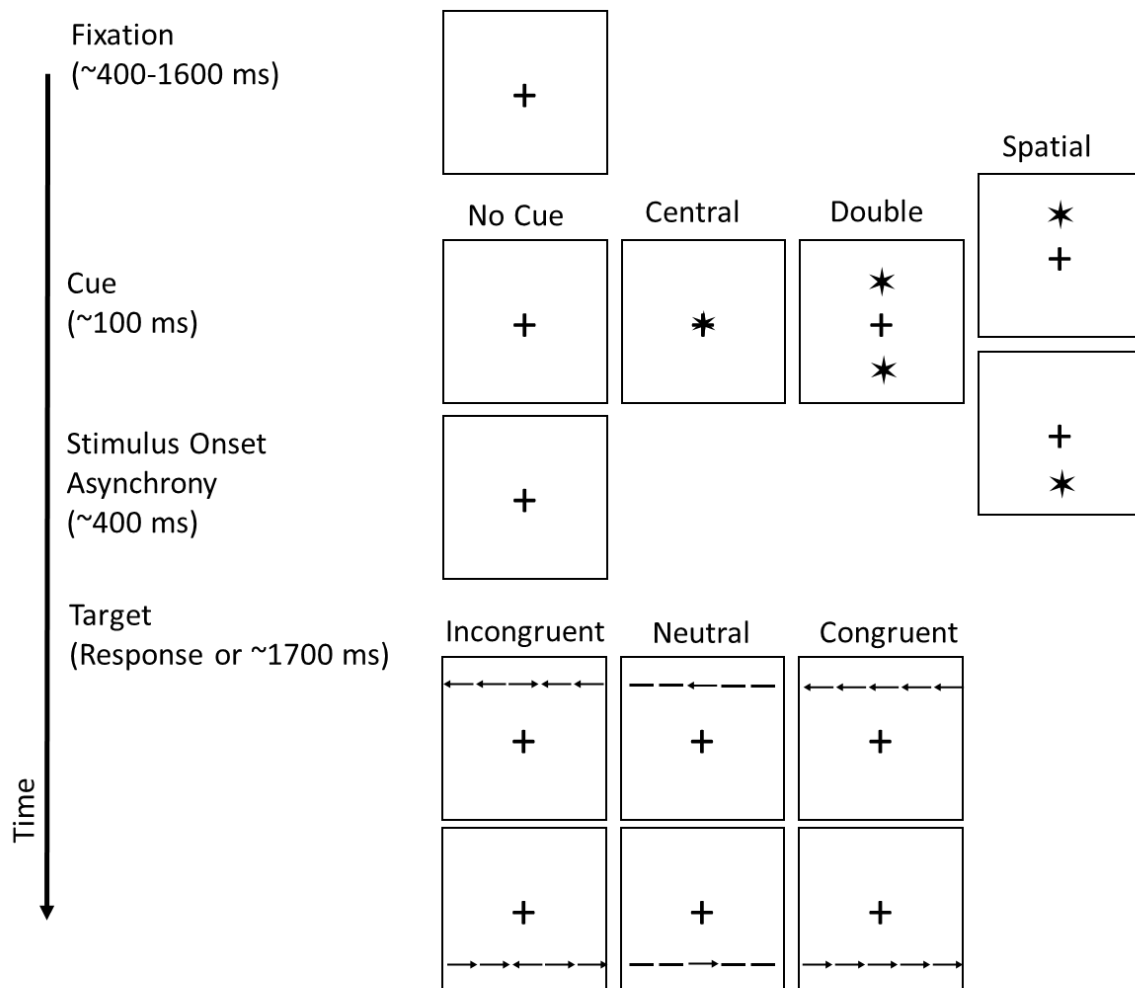 Fixation
(~400-1600 ms)
Spatial
No Cue
Central
Double
Cue
(~100 ms)
Stimulus Onset
Asynchrony
(~400 ms)
Target
(Response or ~1700 ms)
Incongruent
Neutral
Congruent
Time